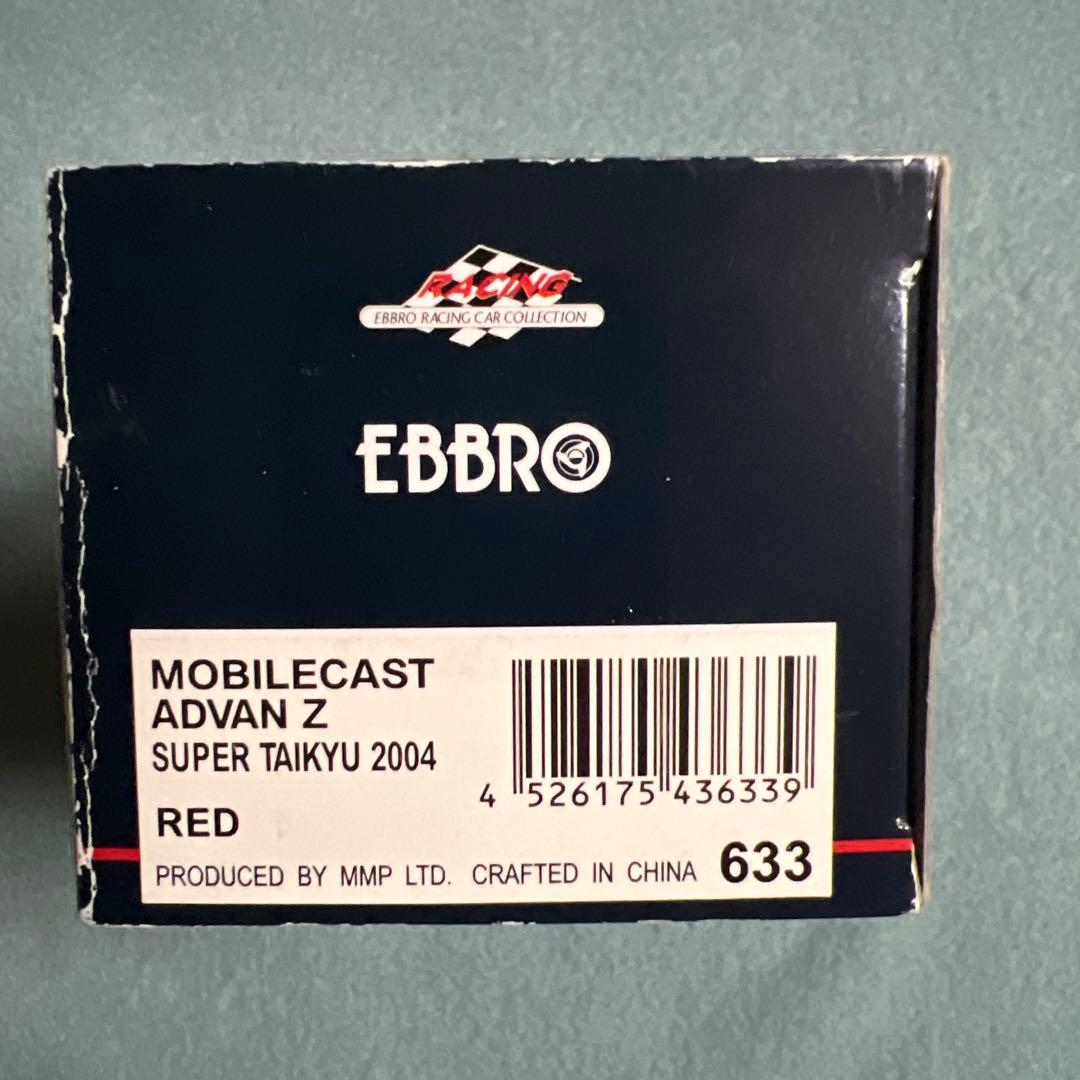 RACING
EBBRO RACING CAR COLLECTION
EBBRO
MOBILECAST
ADVAN Z
SUPER TAIKYU 2004
RED
4 526175 436339
PRODUCED BY MMP LTD. CRAFTED IN CHINA 633